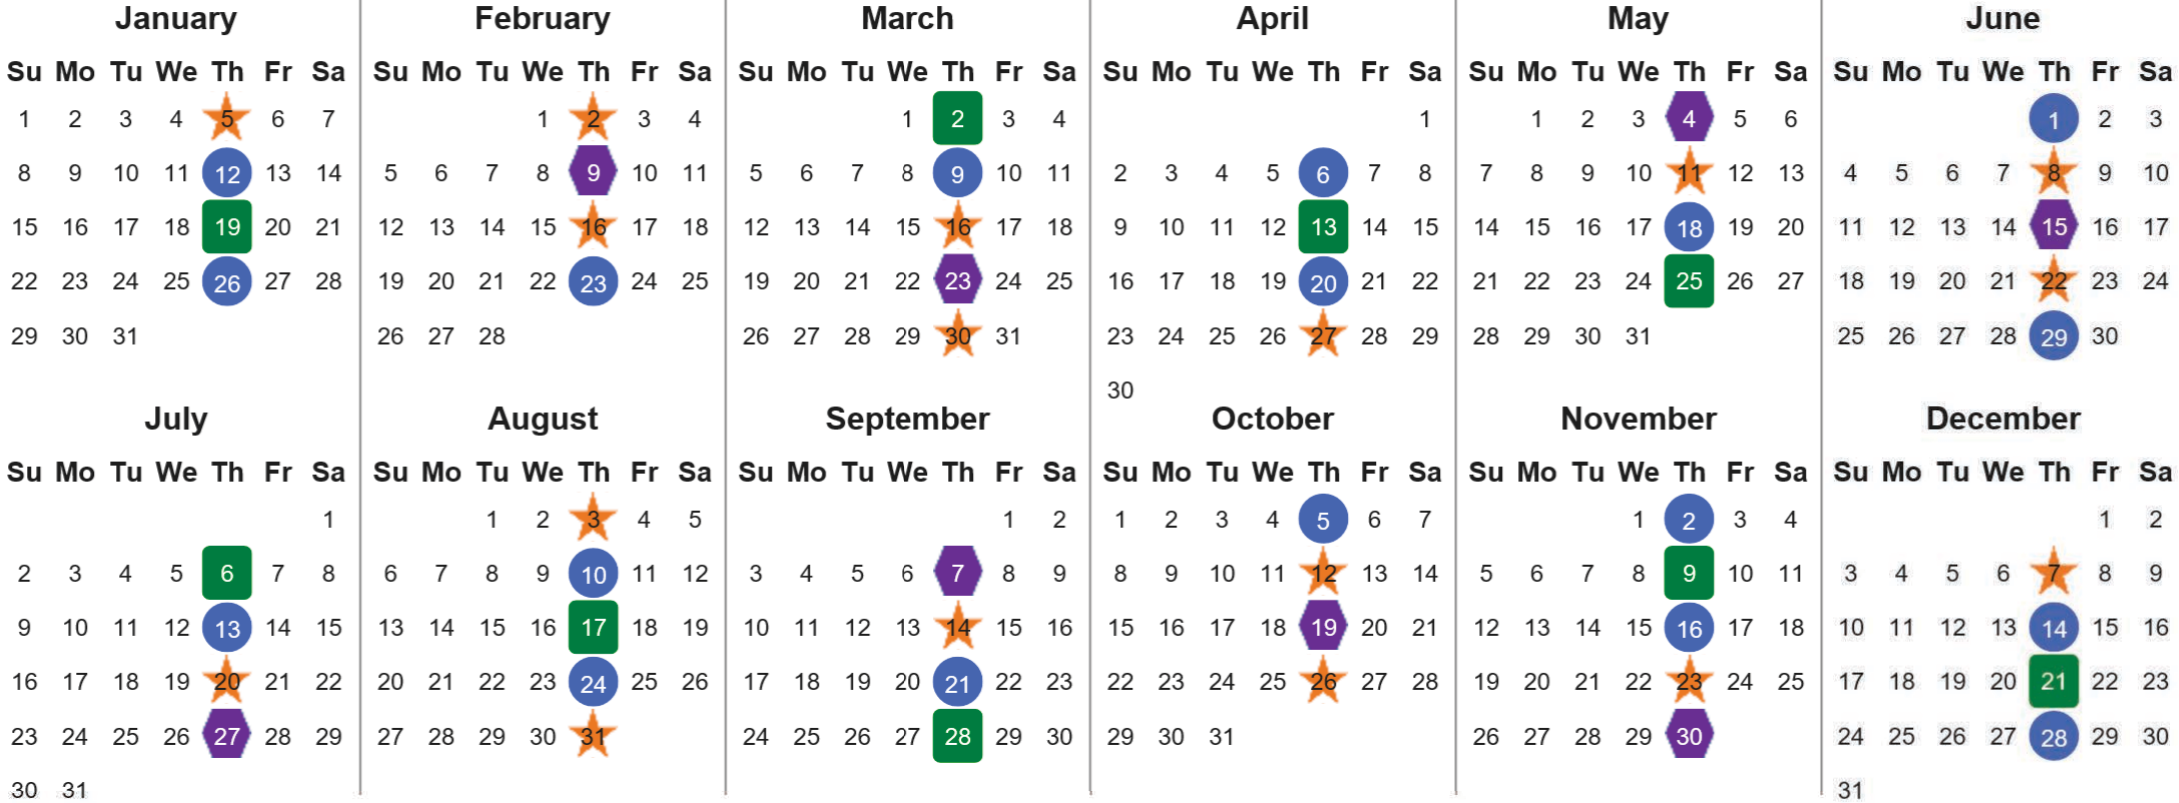 January February March April May June
Su Mo Tu We Th Fr Sa Su Mo Tu We Th Fr Sa Su Mo Tu We Th Fr Sa Su Mo Tu We Th Fr Sa Su Mo Tu We Th Fr Sa Su Mo Tu We Th Fr Sa
1 2 3 4 5 6 7 1 2 3 4 1 2 3 4 1 1 2 3 4 5 6 1 2 3
8 9 10 11 12 13 14 5 6 7 8 9 10 11 5 6 7 8 9 10 11 2 3 4 5 6 7 8 7 8 9 10 11 12 13 4 5 6 7 8 9 10
15 16 17 18 19 20 21 12 13 14 15 16 17 18 12 13 14 15 16 17 18 9 10 11 12 13 14 15 14 15 16 17 18 19 20 11 12 13 14 15 16 17
22 23 24 25 26 27 28 19 20 21 22 23 24 25 19 20 21 22 23 24 25 16 17 18 19 20 21 22 21 22 23 24 25 26 27 18 19 20 21 22 23 24
29 30 31 26 27 28 26 27 28 29 30 31 23 24 25 26 27 28 29 28 29 30 31 25 26 27 28 29 30
30
July August September October November December
Su Mo Tu We Th Fr Sa Su Mo Tu We Th Fr Sa Su Mo Tu We Th Fr Sa Su Mo Tu We Th Fr Sa Su Mo Tu We Th Fr Sa Su Mo Tu We Th Fr Sa
1 1 2 3 4 5 1 2 1 2 3 4 5 6 7 1 2 3 4 1 2
2 3 4 5 6 7 8 6 7 8 9 10 11 12 3 4 5 6 7 8 9 8 9 10 11 12 13 14 5 6 7 8 9 10 11 3 4 5 6 7 8 9
9 10 11 12 13 14 15 13 14 15 16 17 18 19 10 11 12 13 14 15 16 15 16 17 18 19 20 21 12 13 14 15 16 17 18 10 11 12 13 14 15 16
16 17 18 19 20 21 22 20 21 22 23 24 25 26 17 18 19 20 21 22 23 22 23 24 25 26 27 28 19 20 21 22 23 24 25 17 18 19 20 21 22 23
23 24 25 26 27 28 29 27 28 29 30 31 24 25 26 27 28 29 30 29 30 31 26 27 28 29 30 24 25 26 27 28 29 30
30 31 31